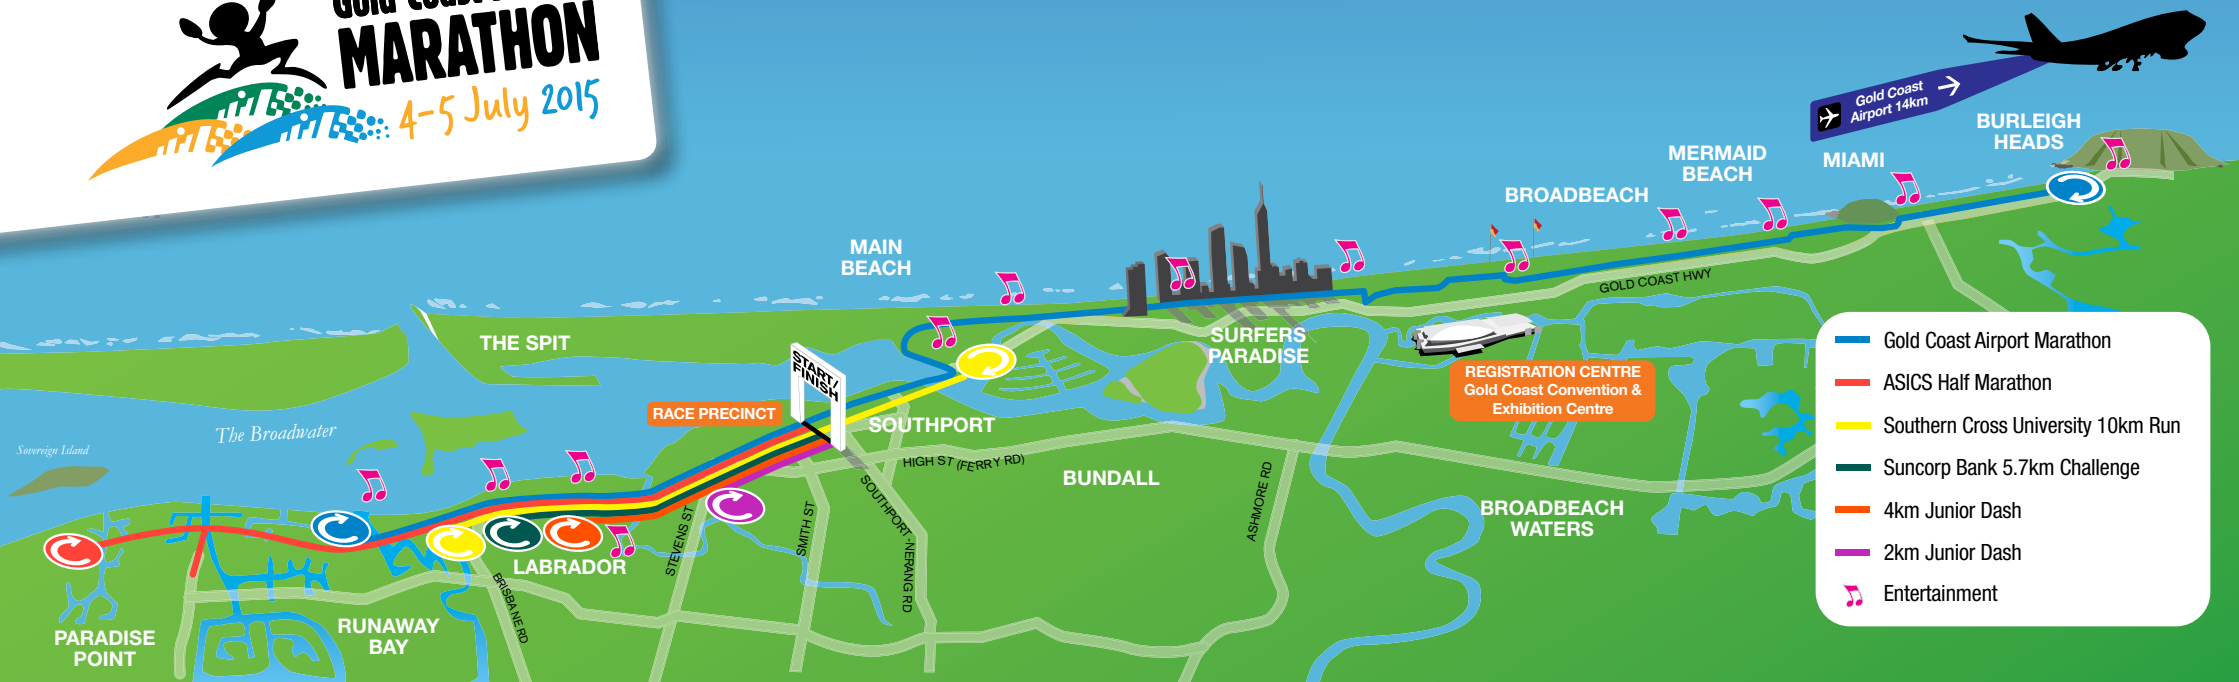 Gold Coast
MARATHON
4-5 July 2015
Gold Coast
Airport 14km
BURLEIGH
HEADS
MIAMI
MERMAID
BEACH
BROADBEACH
MAIN
BEACH
THE SPIT
SURFERS
PARADISE
GOLD COAST HWY
START/
FINISH
RACE PRECINCT
REGISTRATION CENTRE
Gold Coast Convention &
Exhibition Centre
SOUTHPORT
The Broadwater
Sovereign Island
HIGH ST (FERRY RD)
BUNDALL
BROADBEACH
WATERS
ASHMORE RD
SOUTHPORT-NERANG RD
SMITH ST
STEVENS ST
LABRADOR
BRISBANE RD
RUNAWAY
BAY
PARADISE
POINT
Gold Coast Airport Marathon
ASICS Half Marathon
Southern Cross University 10km Run
Suncorp Bank 5.7km Challenge
4km Junior Dash
2km Junior Dash
Entertainment